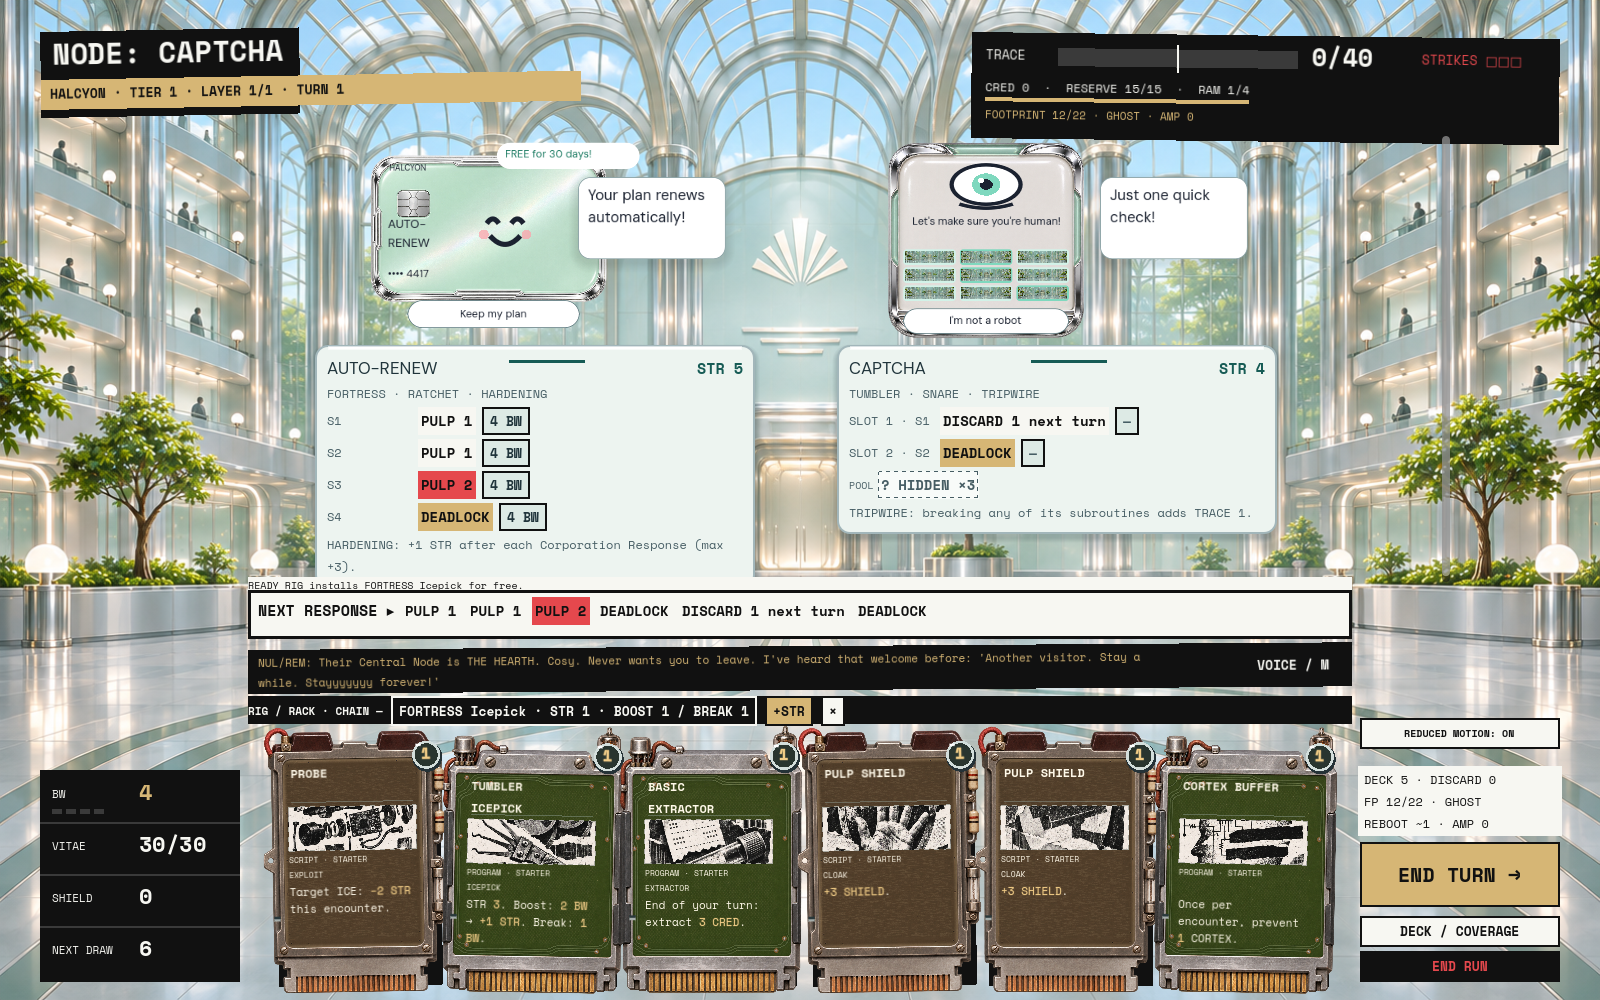 NODE: CAPTCHA
HALCYON · TIER 1 · LAYER 1/1 · TURN 1
TRACE 0/40 STRIKES □□□
CRED 0 · RESERVE 15/15 · RAM 1/4
FOOTPRINT 12/22 · GHOST · AMP 0
HALCYON
FREE for 30 days!
AUTO-
RENEW
•••• 4417
Keep my plan
Your plan renews
automatically!
Let's make sure you're human!
I'm not a robot
Just one quick
check!
AUTO-RENEW STR 5
FORTRESS · RATCHET · HARDENING
S1 PULP 1 4 BW
S2 PULP 1 4 BW
S3 PULP 2 4 BW
S4 DEADLOCK 4 BW
HARDENING: +1 STR after each Corporation Response (max
+3).
CAPTCHA STR 4
TUMBLER · SNARE · TRIPWIRE
SLOT 1 · S1 DISCARD 1 next turn —
SLOT 2 · S2 DEADLOCK —
POOL ? HIDDEN ×3
TRIPWIRE: breaking any of its subroutines adds TRACE 1.
READY RIG installs FORTRESS Icepick for free.
NEXT RESPONSE ▸ PULP 1 PULP 1 PULP 2 DEADLOCK DISCARD 1 next turn DEADLOCK
NUL/REM: Their Central Node is THE HEARTH. Cosy. Never wants you to leave. I've heard that welcome before: 'Another visitor. Stay a
while. Stayyyyyyy forever!'
VOICE / M
RIG / RACK · CHAIN — FORTRESS Icepick · STR 1 · BOOST 1 / BREAK 1 +STR ×
1
PROBE
SCRIPT · STARTER
EXPLOIT
Target ICE: -2 STR
this encounter.
1
TUMBLER
ICEPICK
PROGRAM · STARTER
ICEPICK
STR 3. Boost: 2 BW
→ +1 STR. Break: 1
BW.
1
BASIC
EXTRACTOR
PROGRAM · STARTER
EXTRACTOR
End of your turn:
extract 3 CRED.
1
PULP SHIELD
SCRIPT · STARTER
CLOAK
+3 SHIELD.
1
PULP SHIELD
SCRIPT · STARTER
CLOAK
+3 SHIELD.
1
CORTEX BUFFER
PROGRAM · STARTER
Once per
encounter, prevent
1 CORTEX.
BW 4
VITAE 30/30
SHIELD 0
NEXT DRAW 6
REDUCED MOTION: ON
DECK 5 · DISCARD 0
FP 12/22 · GHOST
REBOOT ~1 · AMP 0
END TURN →
DECK / COVERAGE
END RUN